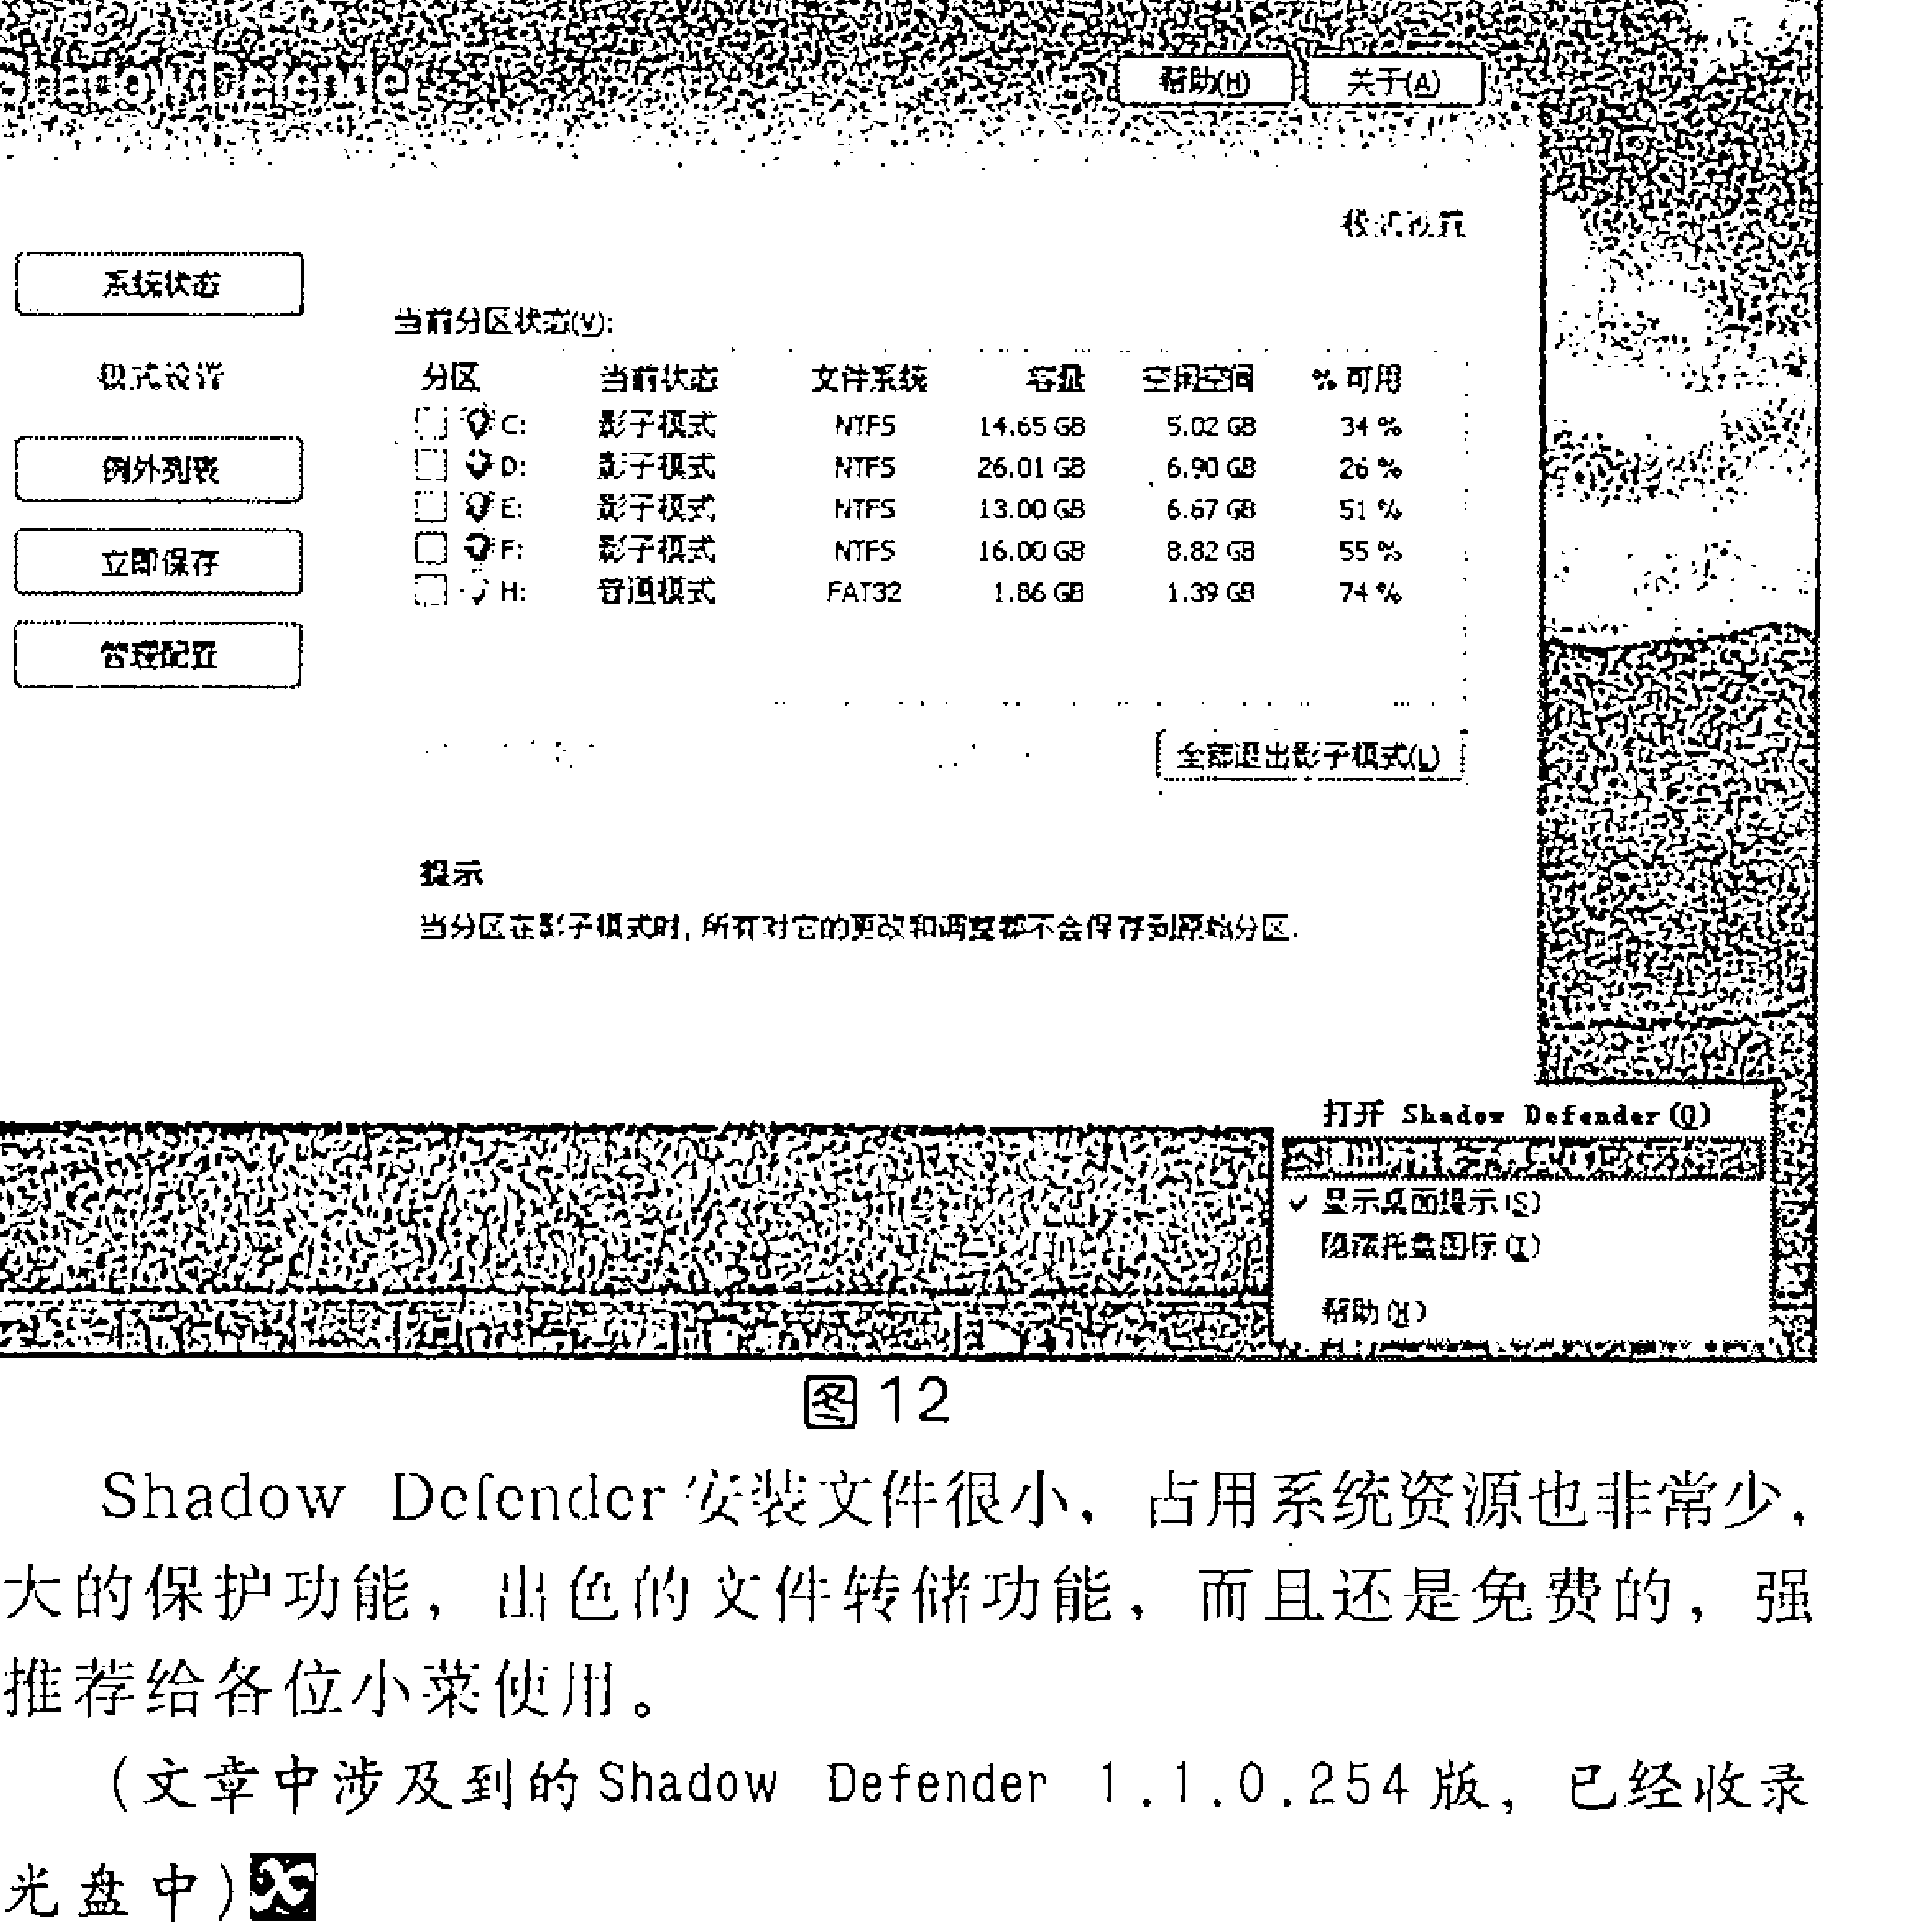 Shadow Defender
帮助(H) 关于(A)
模式设置
系统状态
当前分区状态(V):
模式设置
分区 当前状态 文件系统 容量 空闲空间 % 可用
C: 影子模式 NTFS 14.65 GB 5.02 GB 34 %
D: 影子模式 NTFS 26.01 GB 6.90 GB 26 %
例外列表
E: 影子模式 NTFS 13.00 GB 6.67 GB 51 %
F: 影子模式 NTFS 16.00 GB 8.82 GB 55 %
立即保存
H: 普通模式 FAT32 1.86 GB 1.39 GB 74 %
管理配置
全部退出影子模式(L)
提示
当分区在影子模式时, 所有对它的更改和调整都不会保存到原始分区.
打开 Shadow Defender(O)
显示桌面提示(S)
隐藏托盘图标(I)
帮助(H)
图 12
Shadow Defender 安装文件很小，占用系统资源也非常少，
大的保护功能，出色的文件转储功能，而且还是免费的，强
推荐给各位小菜使用。
(文章中涉及到的 Shadow Defender 1.1.0.254 版，已经收录
光盘中)